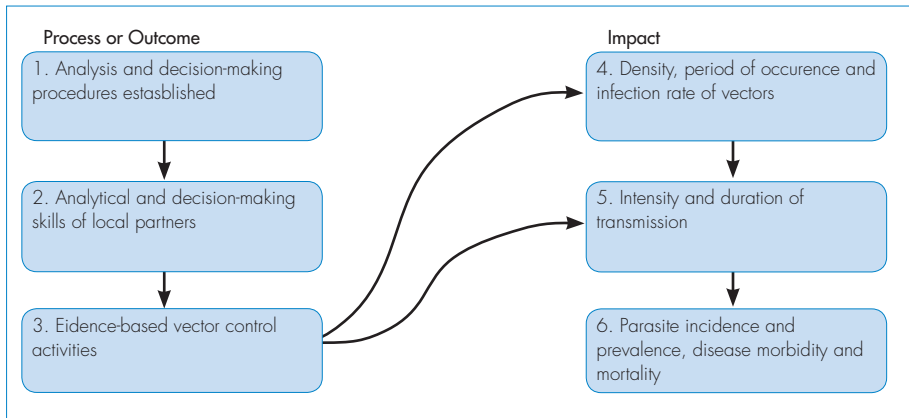 Process or Outcome
1. Analysis and decision-making
procedures estasblished
2. Analytical and decision-making
skills of local partners
3. Eidence-based vector control
activities
Impact
4. Density, period of occurence and
infection rate of vectors
5. Intensity and duration of
transmission
6. Parasite incidence and
prevalence, disease morbidity and
mortality